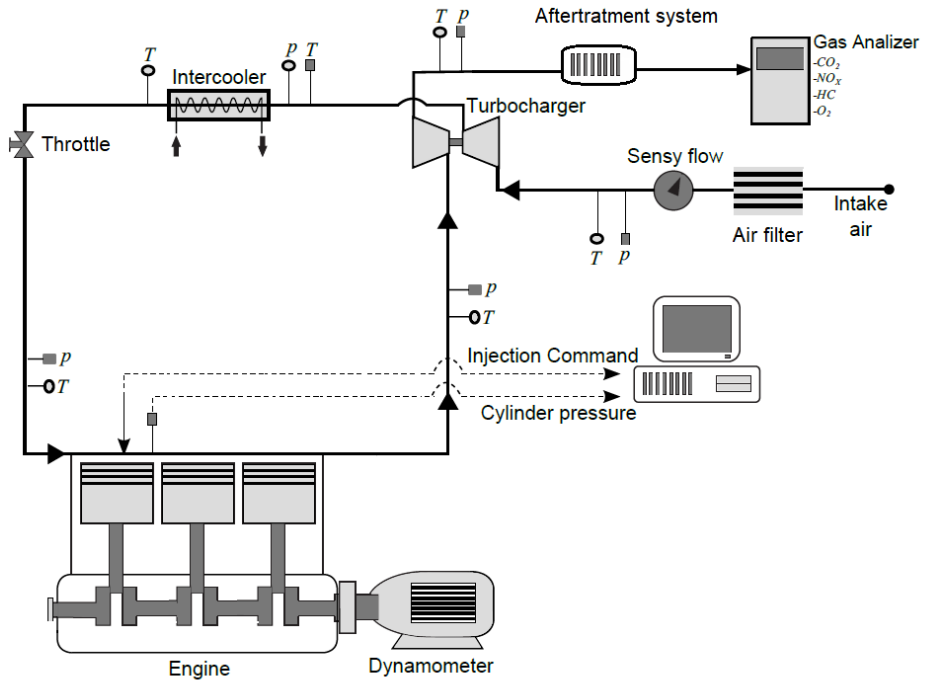 Aftertratment system
T
p
Gas Analizer
-CO2
-NOX
-HC
-O2
T
Intercooler
p
T
Turbocharger
Throttle
Sensy flow
Intake
air
Air filter
T
p
p
T
Injection Command
p
T
Cylinder pressure
Engine
Dynamometer